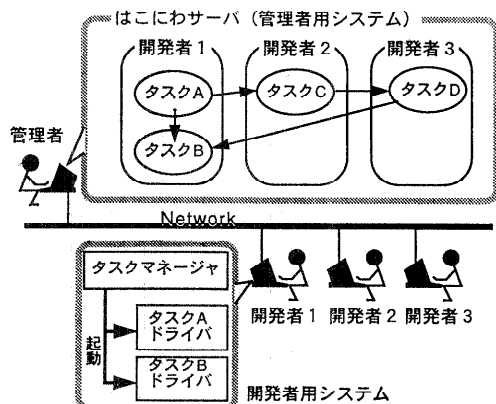 はこにわサーバ（管理者用システム）
開発者1 開発者2 開発者3
タスクA
タスクC
タスクD
タスクB
管理者
Network
タスクマネージャ
起動
タスクA
ドライバ
タスクB
ドライバ
開発者1 開発者2 開発者3
開発者用システム